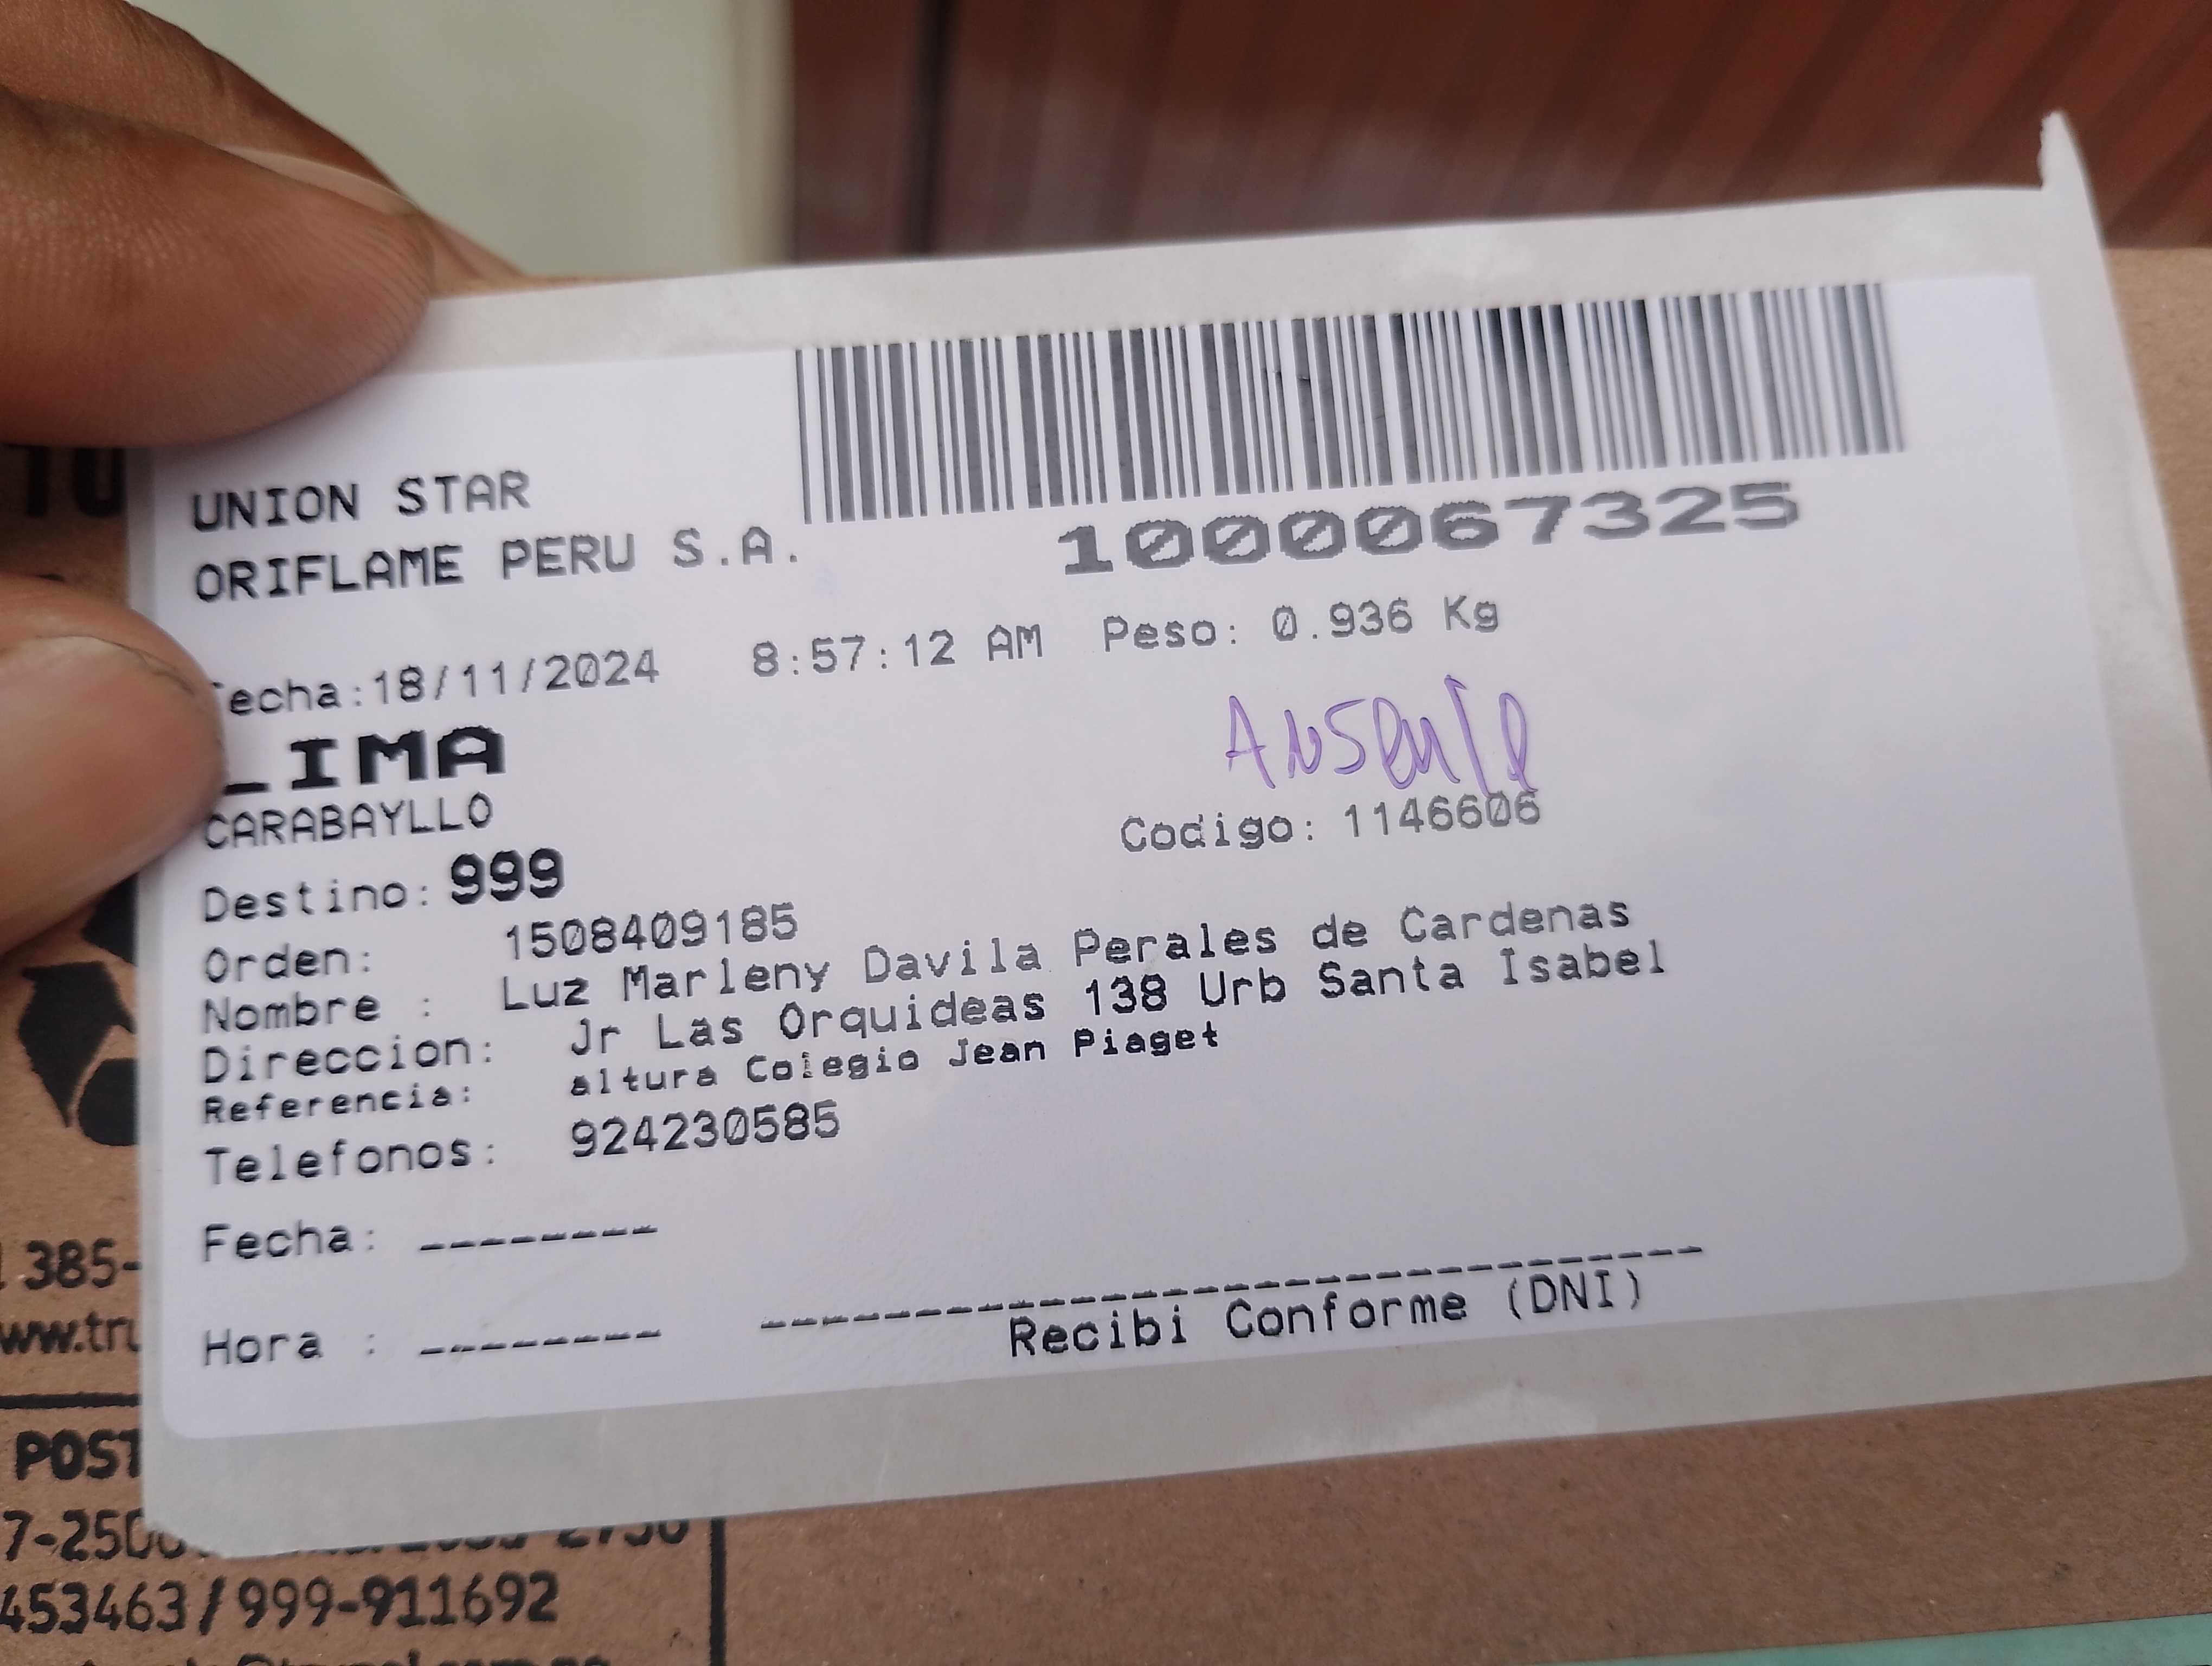 UNION STAR
ORIFLAME PERU S.A.
1000067325
Fecha:18/11/2024 8:57:12 AM Peso: 0.936 Kg
LIMA
Ausente
CARABAYLLO
Codigo: 1146606
Destino: 999
Orden: 1508409185
Nombre : Luz Marleny Davila Perales de Cardenas
Direccion: Jr Las Orquideas 138 Urb Santa Isabel
Referencia: altura Colegio Jean Piaget
Telefonos: 924230585
Fecha: --------
Hora : --------
Recibi Conforme (DNI)
385-
ww.tru
POST
453463/999-911692